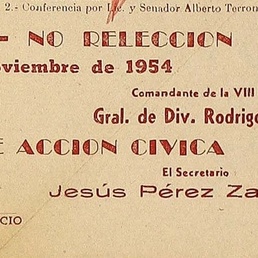 2.- Conferencia por Lic. y Senador Alberto Terron
- NO RELECCION
oviembre de 1954
Comandante de la VIII
Gral. de Div. Rodrigo
E ACCION CIVICA
El Secretario
Jesús Pérez Za
CIO